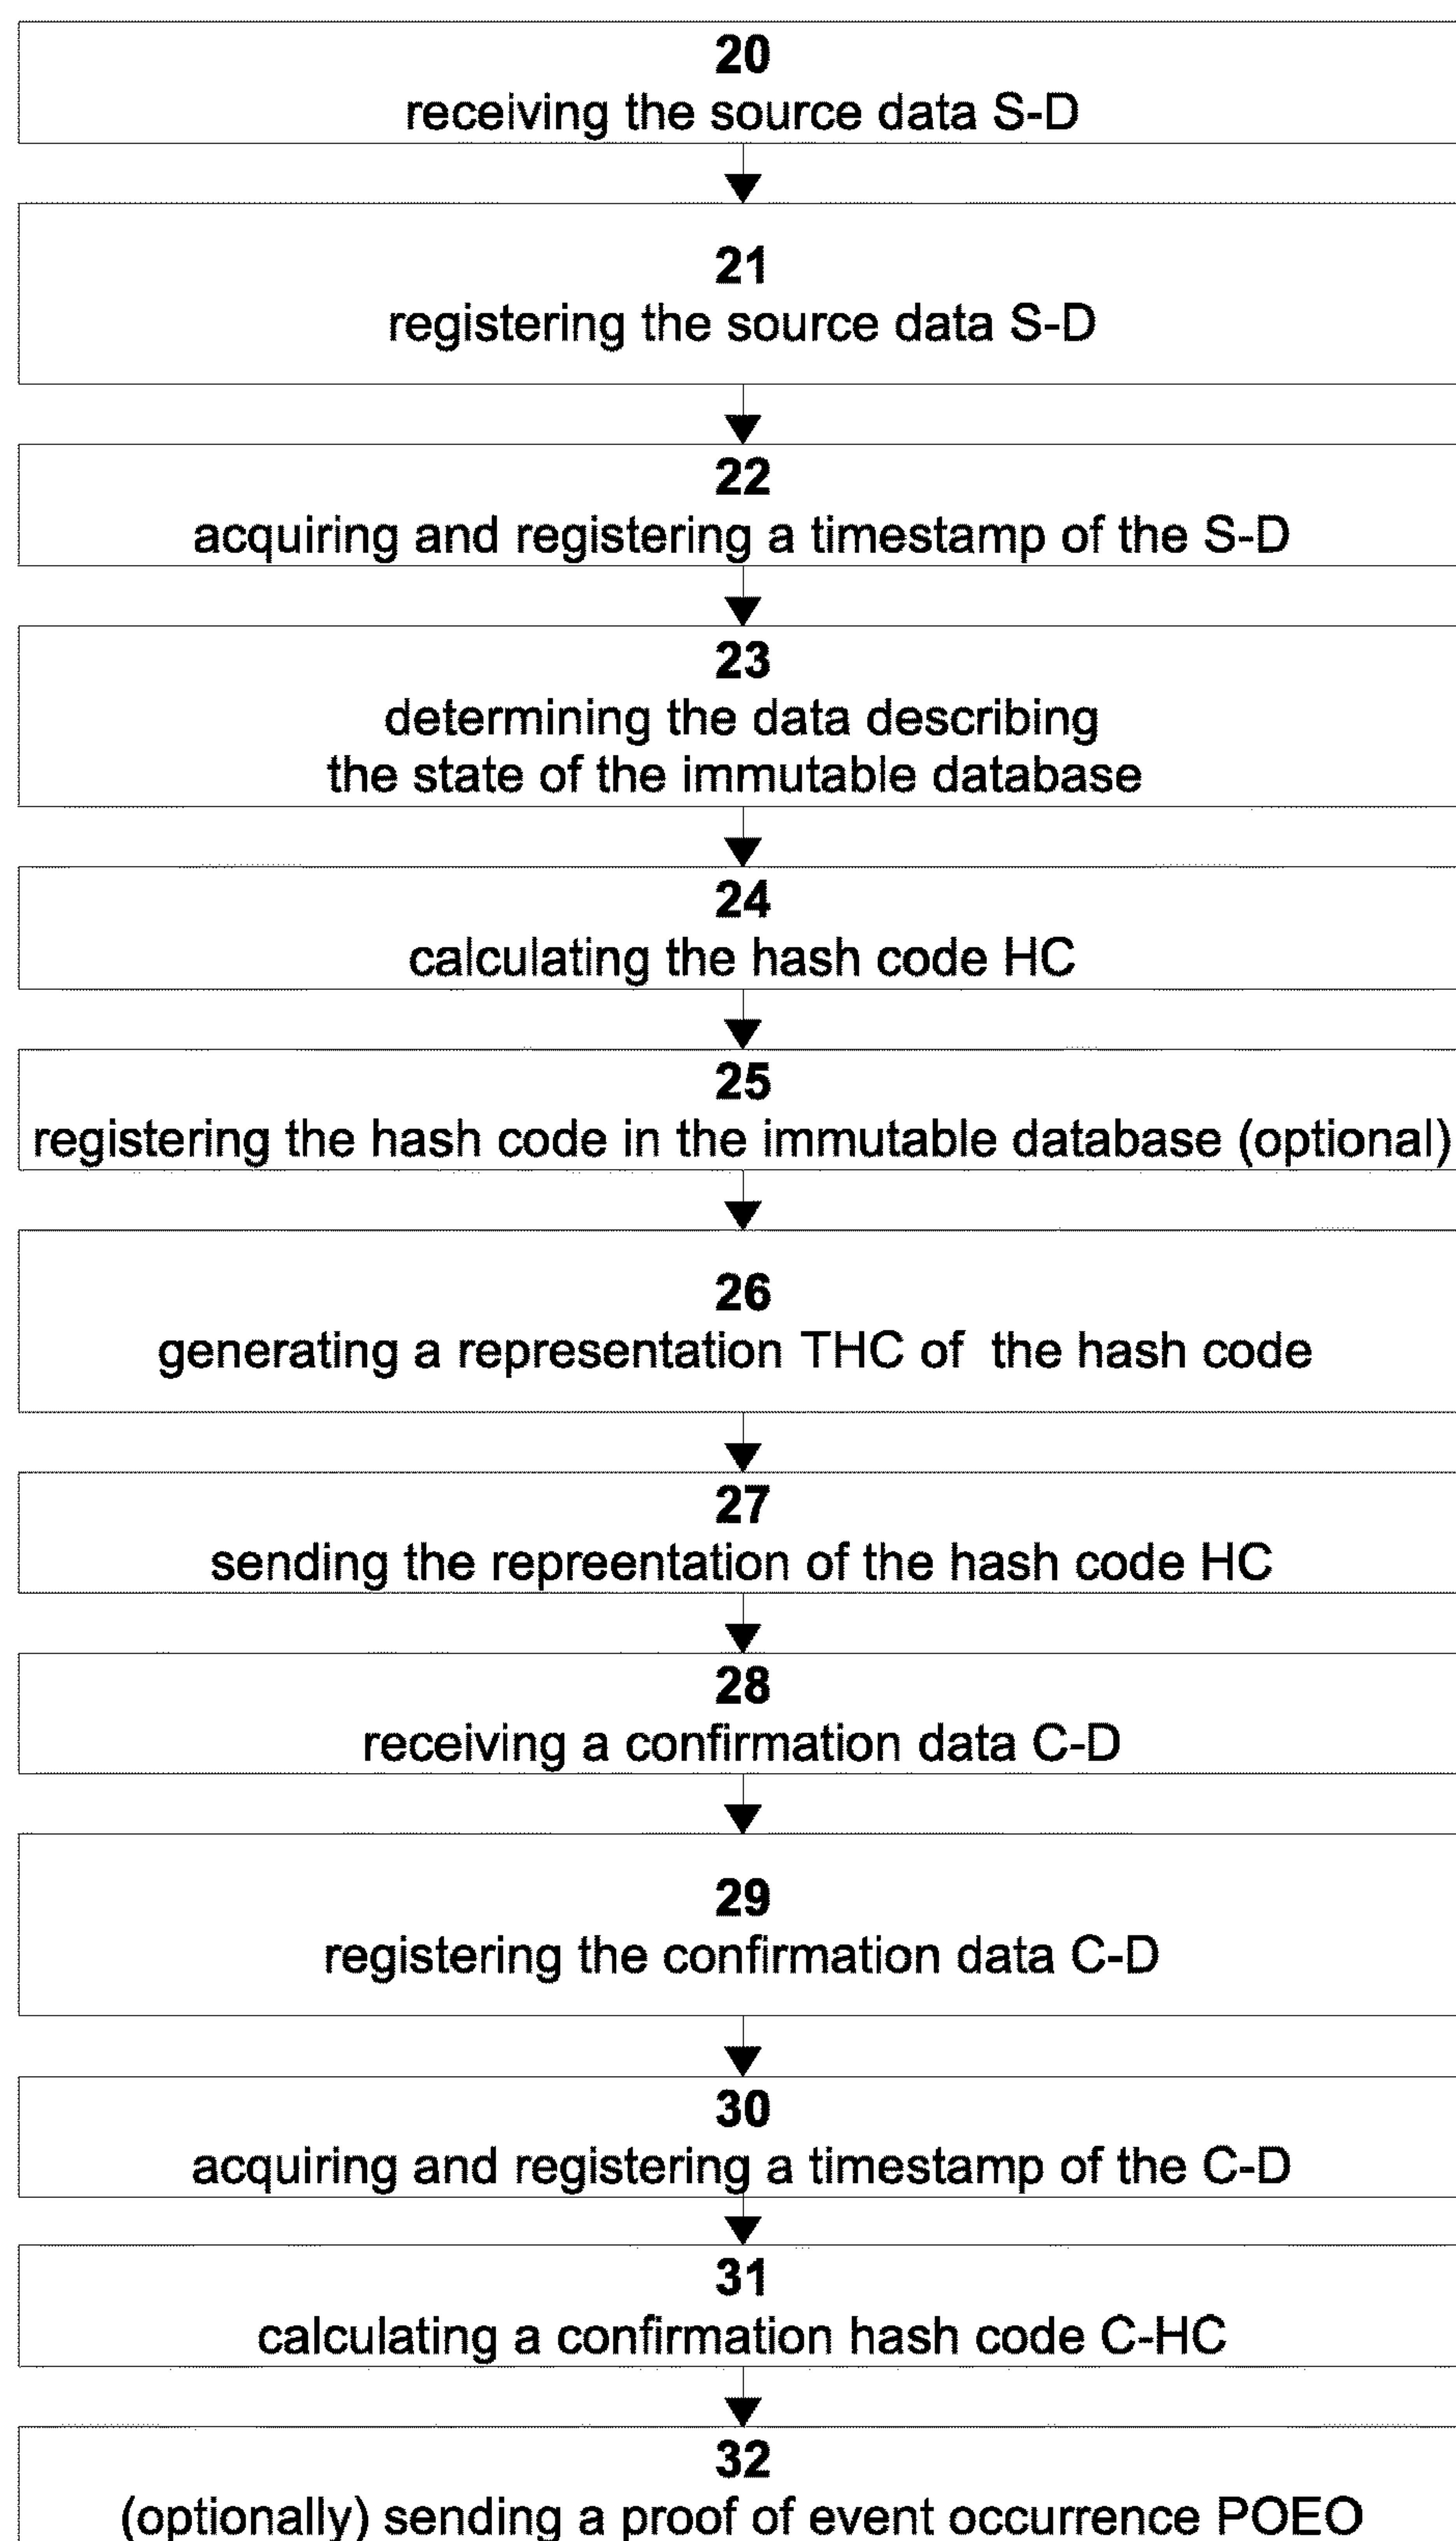 20
receiving the source data S-D
21
registering the source data S-D
22
acquiring and registering a timestamp of the S-D
23
determining the data describing
the state of the immutable database
24
calculating the hash code HC
25
registering the hash code in the immutable database (optional)
26
generating a representation THC of the hash code
27
sending the repreentation of the hash code HC
28
receiving a confirmation data C-D
29
registering the confirmation data C-D
30
acquiring and registering a timestamp of the C-D
31
calculating a confirmation hash code C-HC
32
(optionally) sending a proof of event occurrence POEO